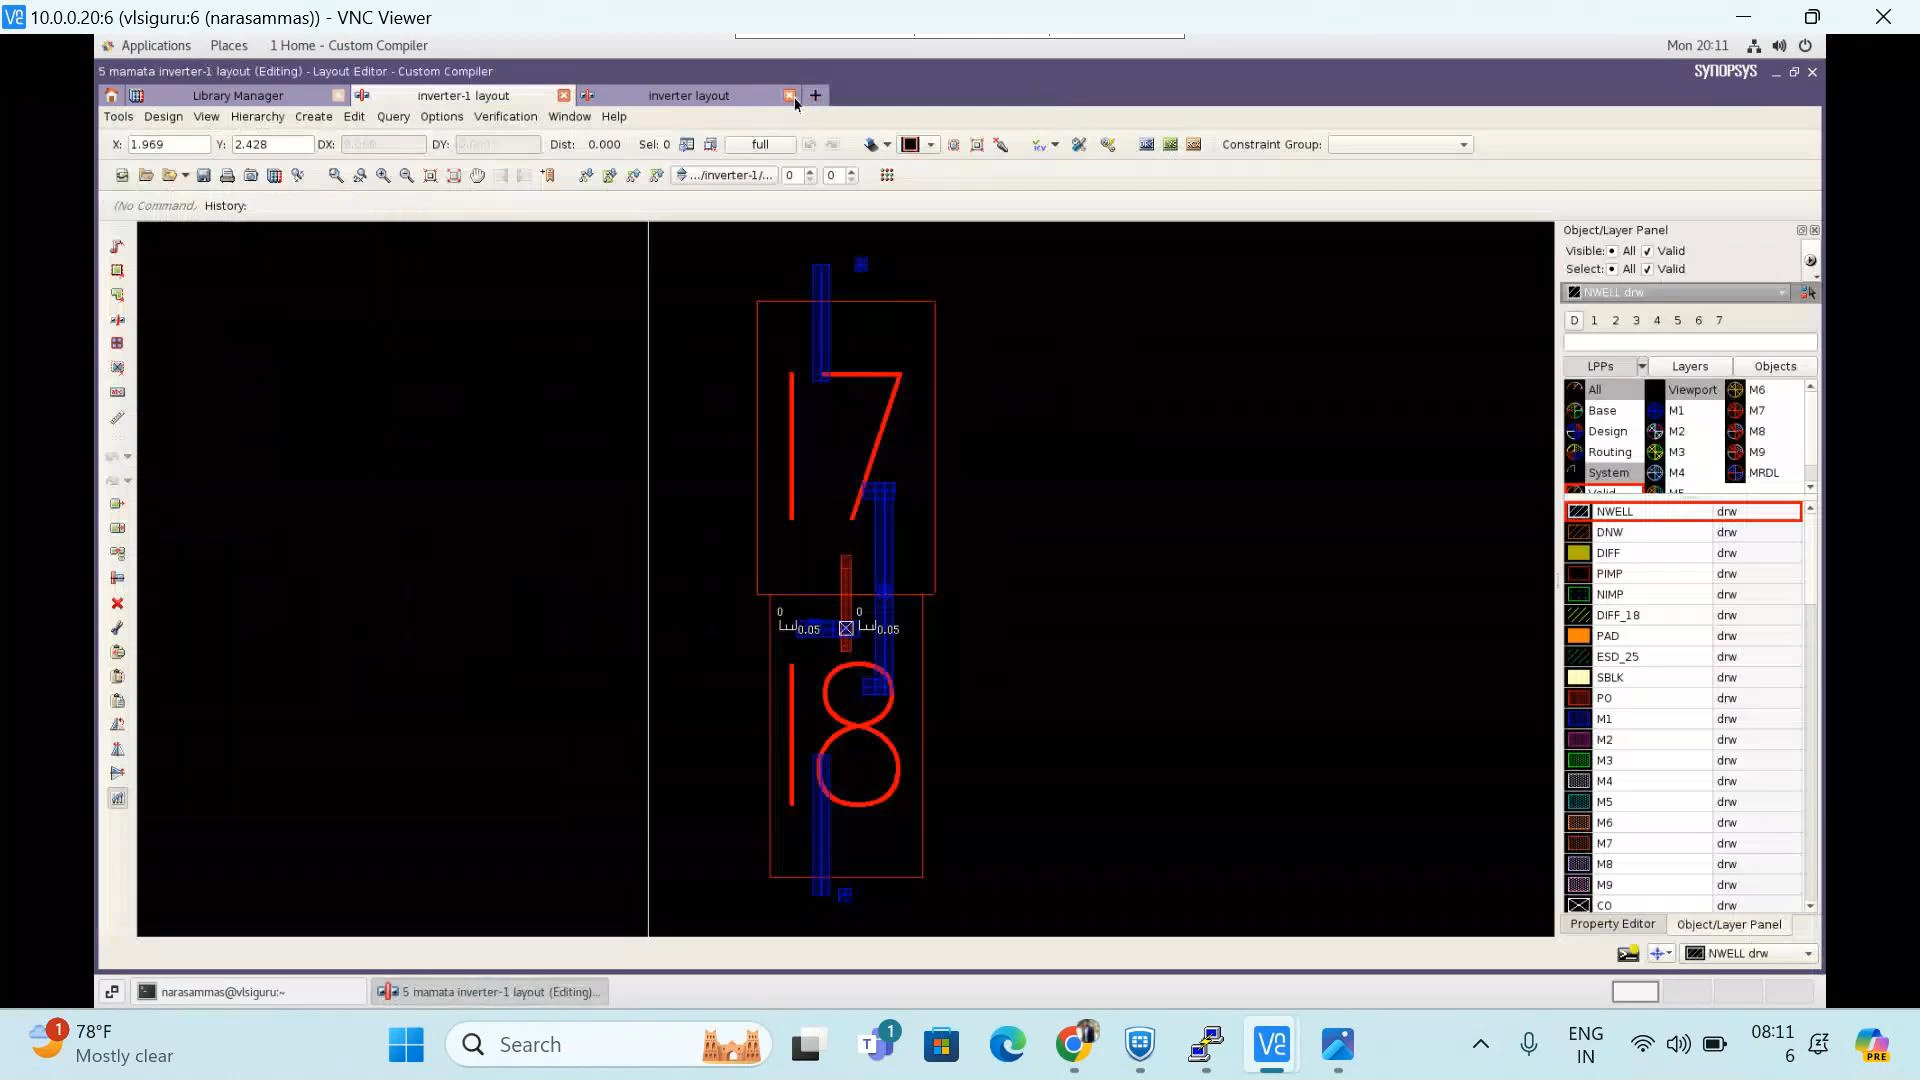 10.0.0.20:6 (vlsiguru:6 (narasammas)) - VNC Viewer
Applications Places 1 Home - Custom Compiler Mon 20:11
5 mamata inverter-1 layout (Editing) - Layout Editor - Custom Compiler SYNOPSYS
Library Manager inverter-1 layout inverter layout
Tools Design View Hierarchy Create Edit Query Options Verification Window Help
X: 1.969 Y: 2.428 DX: DY: Dist: 0.000 Sel: 0 full Constraint Group:
.../inverter-1/... 0 0
(No Command) History:
Object/Layer Panel
Visible: All Valid
Select: All Valid
NWELL drw
D 1 2 3 4 5 6 7
LPPs Layers Objects
All Viewport M6
Base M1 M7
Design M2 M8
Routing M3 M9
System M4 MRDL
Valid M5
NWELL drw
DNW drw
DIFF drw
PIMP drw
NIMP drw
DIFF_18 drw
PAD drw
ESD_25 drw
SBLK drw
PO drw
M1 drw
M2 drw
M3 drw
M4 drw
M5 drw
M6 drw
M7 drw
M8 drw
M9 drw
CO drw
Property Editor Object/Layer Panel
NWELL drw
17
0 0
0.05 0.05
18
narasammas@vlsiguru:~ 5 mamata inverter-1 layout (Editing)...
1 78°F
Mostly clear
Search
T 1
PRE
ENG
IN
08:11
6